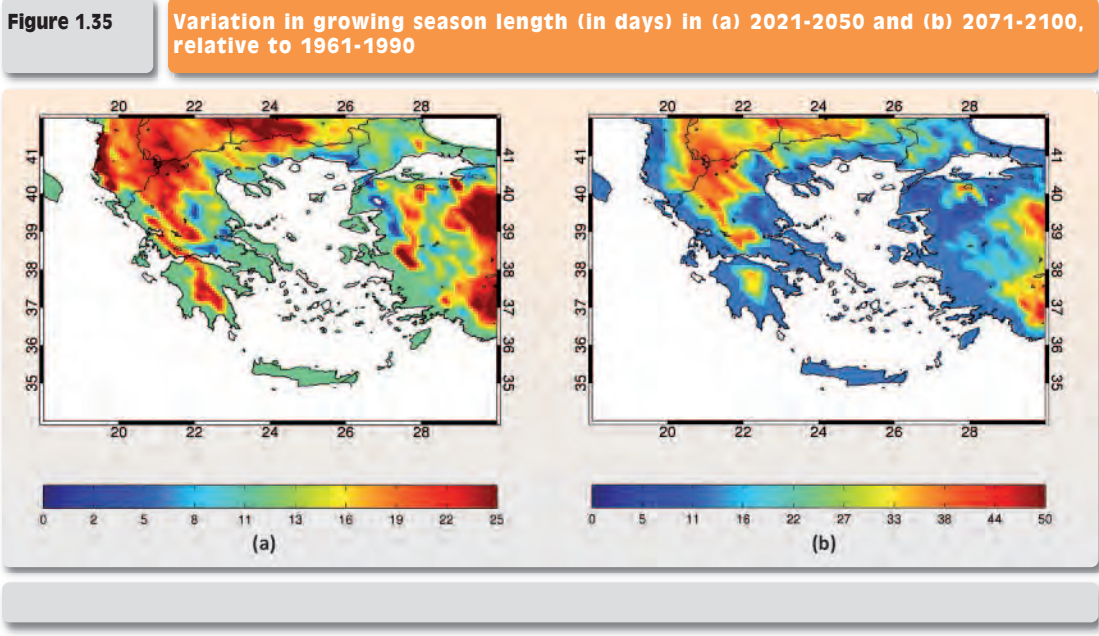 Figure 1.35
Variation in growing season length (in days) in (a) 2021-2050 and (b) 2071-2100,
relative to 1961-1990
20 22 24 26 28
41 41
40 40
39 39
38 38
37 37
36 36
35 35
20 22 24 26 28
0 2 5 8 11 13 16 19 22 25
(a)
20 22 24 26 28
41 41
40 40
39 39
38 38
37 37
36 36
35 35
20 22 24 26 28
0 5 11 16 22 27 33 38 44 50
(b)